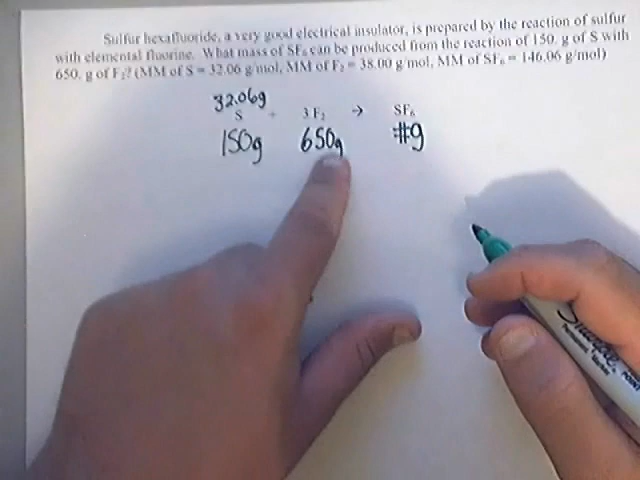 Sulfur hexafluoride, a very good electrical insulator, is prepared by the reaction of sulfur
with elemental fluorine. What mass of SF₆ can be produced from the reaction of 150. g of S with
650. g of F₂? (MM of S = 32.06 g/mol, MM of F₂ = 38.00 g/mol, MM of SF₆ = 146.06 g/mol)
32.06g
S + 3 F₂ → SF₆
150g 650g #g
Sharpie